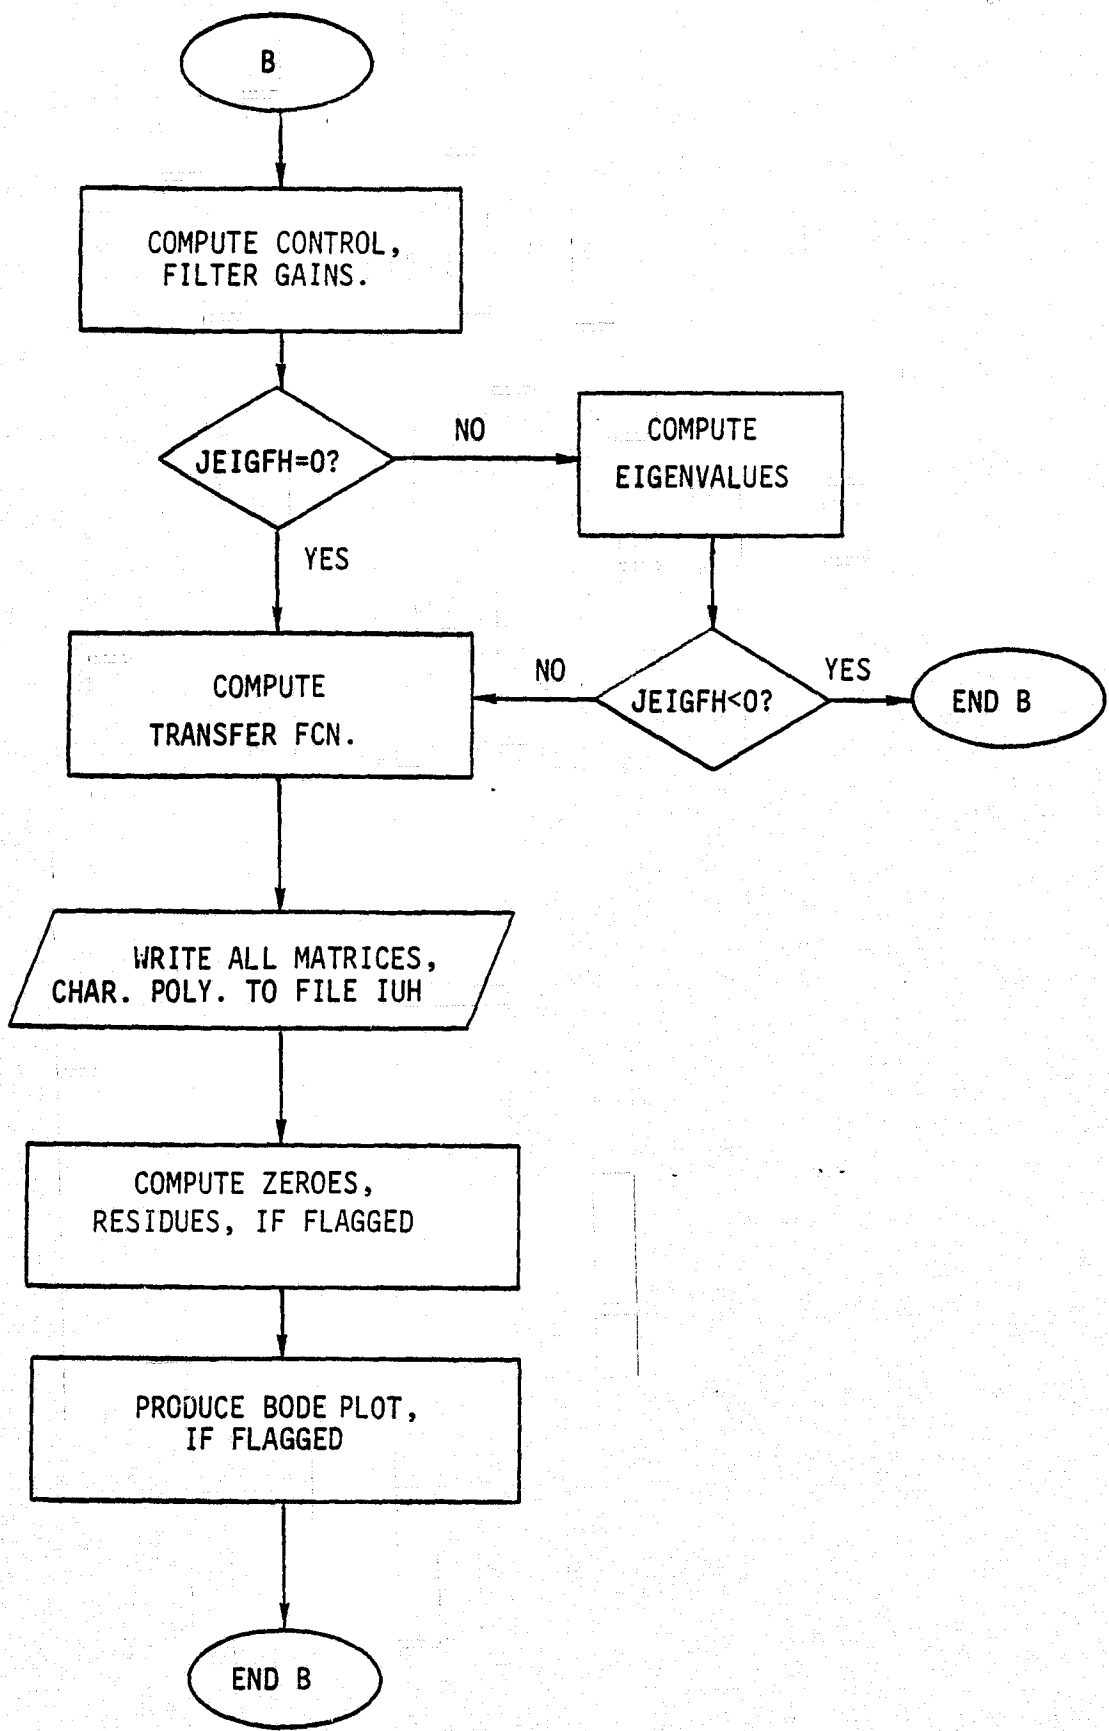 B
COMPUTE CONTROL,
FILTER GAINS.
JEIGFH=0?
NO
COMPUTE
EIGENVALUES
YES
COMPUTE
TRANSFER FCN.
NO
JEIGFH<0?
YES
END B
WRITE ALL MATRICES,
CHAR. POLY. TO FILE IUH
COMPUTE ZEROES,
RESIDUES, IF FLAGGED
PRODUCE BODE PLOT,
IF FLAGGED
END B